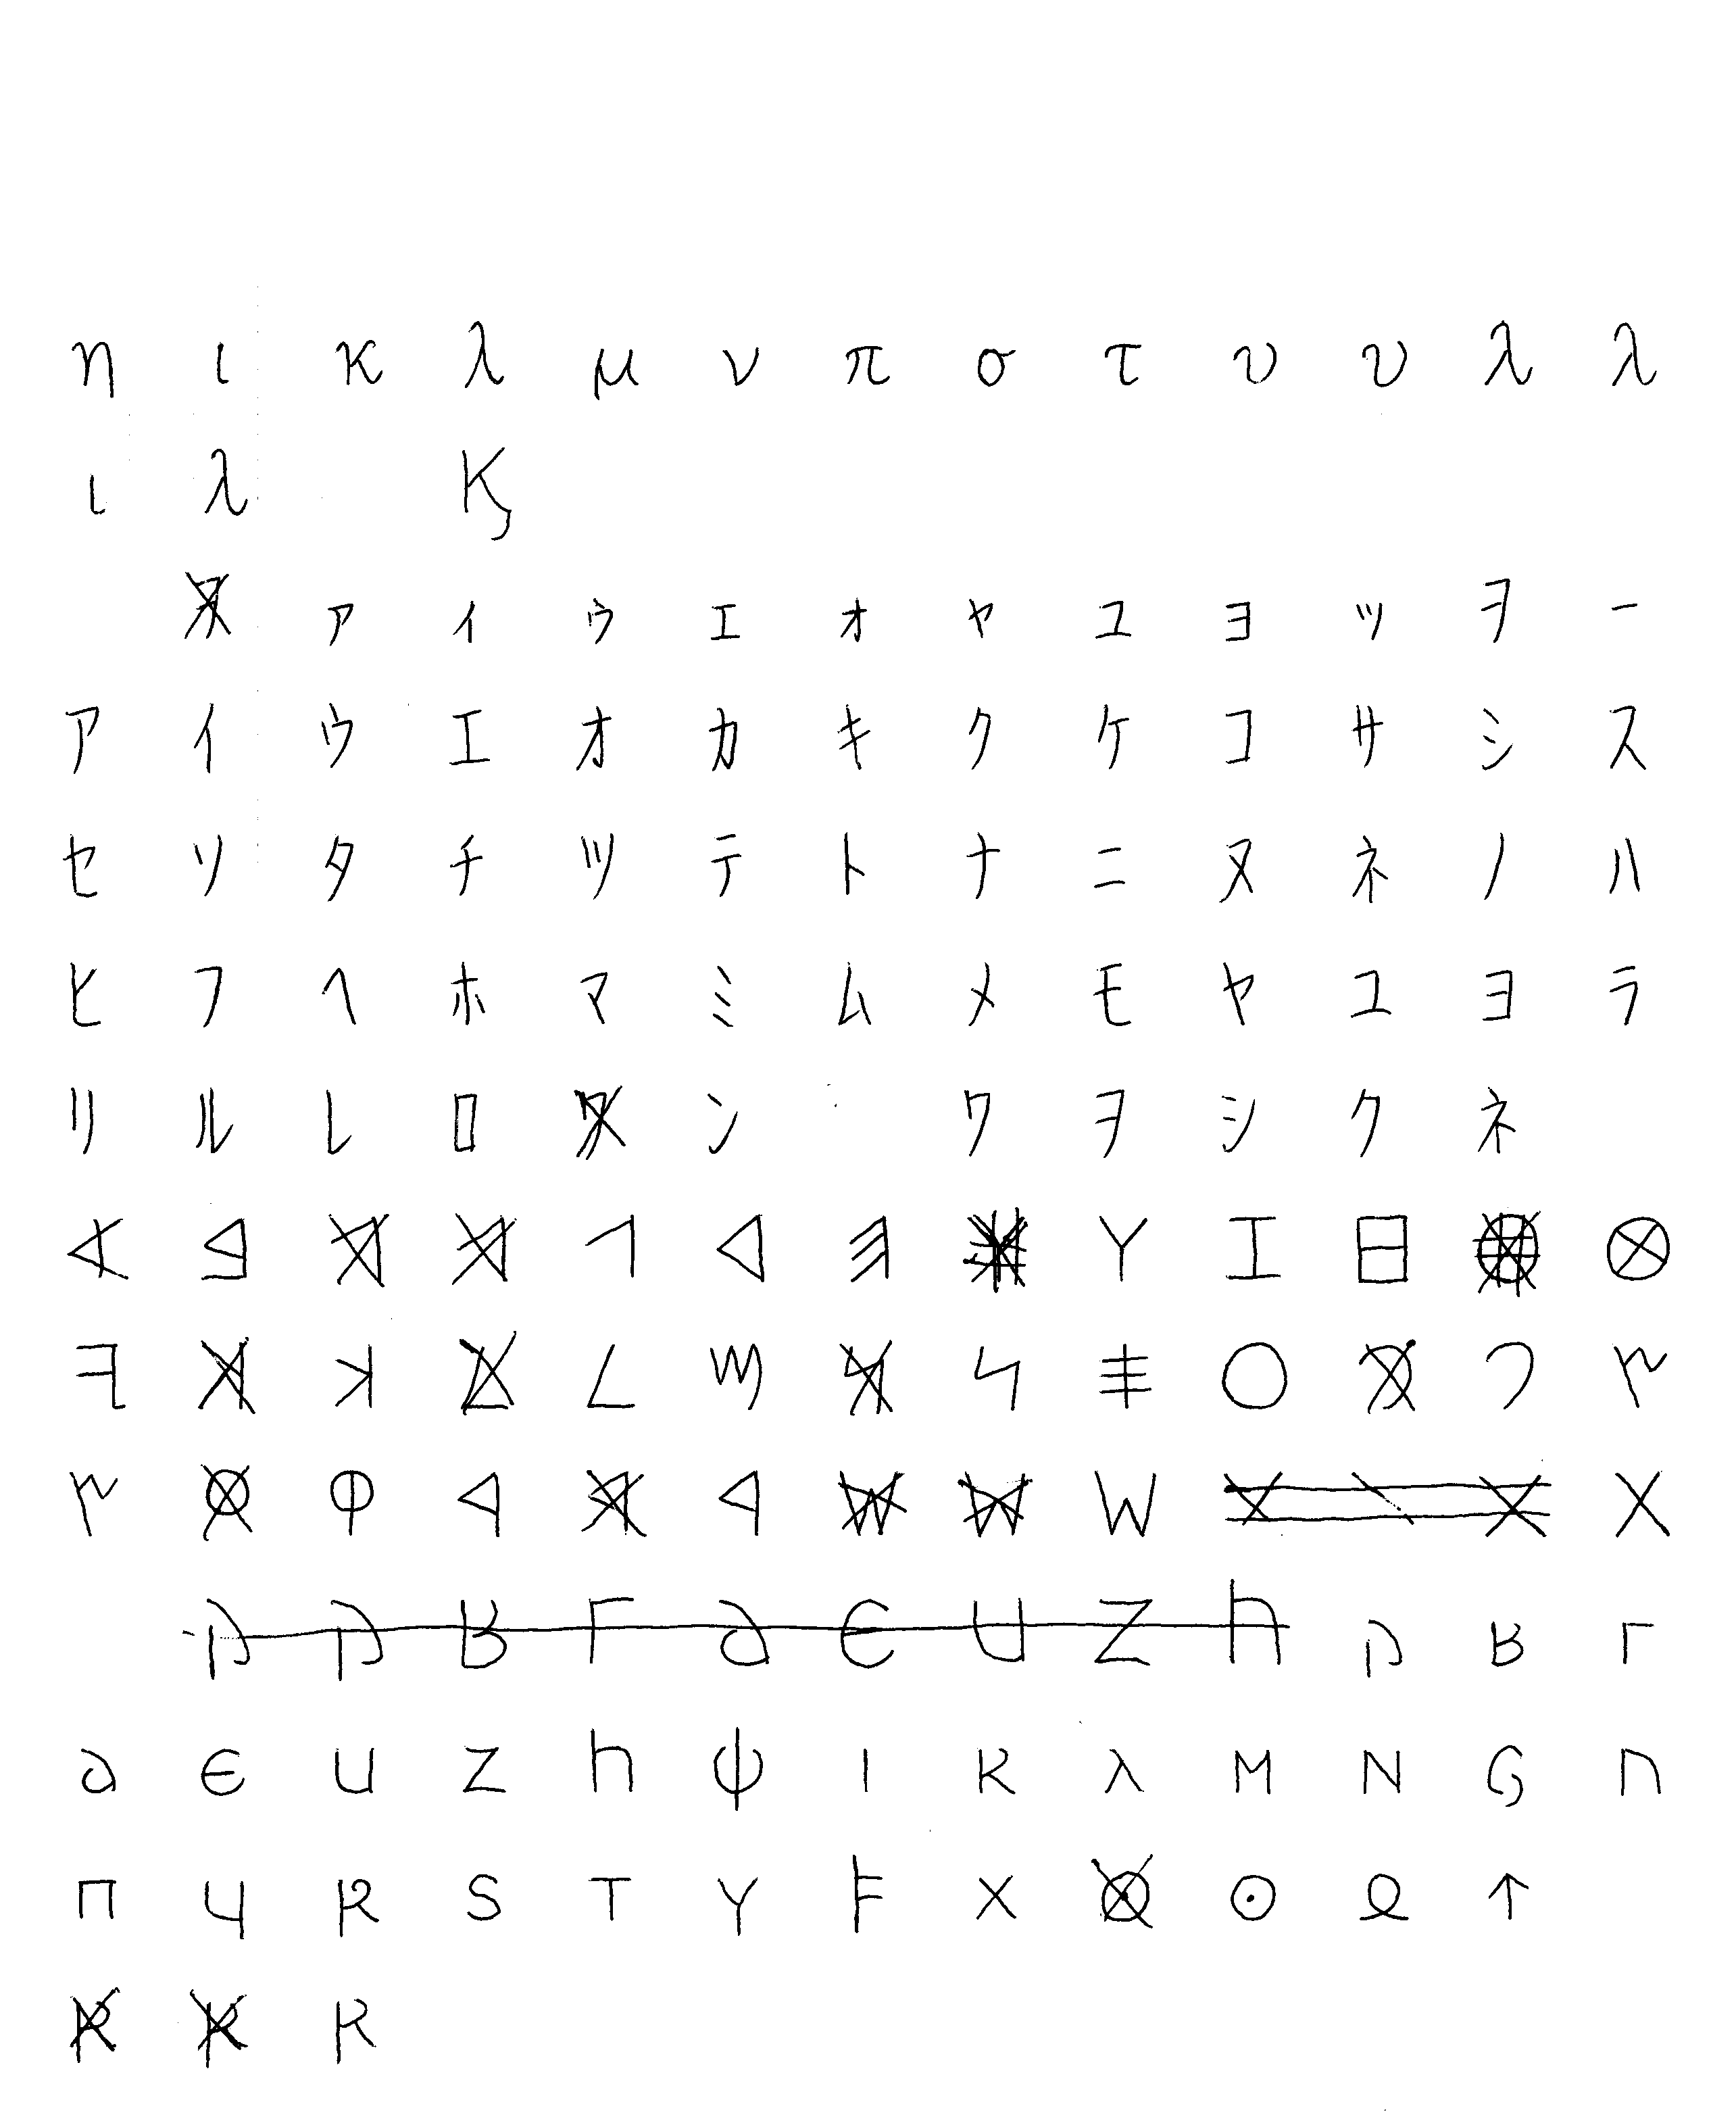 η ι κ λ μ ν π σ τ υ υ λ λ
ι λ Ϗ
ァ ィ ゥ ェ ォ ャ ュ ョ ッ ヲ ー
ア イ ウ エ オ カ キ ク ケ コ サ シ ス
セ ソ タ チ ツ テ ト ナ ニ ヌ ネ ノ ハ
ヒ フ ヘ ホ マ ミ ム メ モ ヤ ユ ヨ ラ
リ ル レ ロ ン ワ ヲ シ ク ネ
𐤀 𐤁 𐤂 𐤃 𐤄 𐤅 𐤆 𐤇 𐤈
𐤉 𐤊 𐤋 𐤌 𐤍 𐤎 𐤏 𐤐 𐤑
𐤑 𐤒 𐤓 𐤓 𐤔 𐤕
𐌰 𐌰 𐌱 𐌲 𐌳 𐌴 𐌵 𐌶 𐌷 𐌰 𐌱 𐌲
𐌳 𐌴 𐌵 𐌶 𐌷 𐌸 𐌹 𐌺 𐌻 𐌼 𐌽 𐌾 𐌿
𐍀 𐍁 𐍂 𐍃 𐍄 𐍅 𐍆 𐍇 𐍈 𐍉 𐍊
𐍂